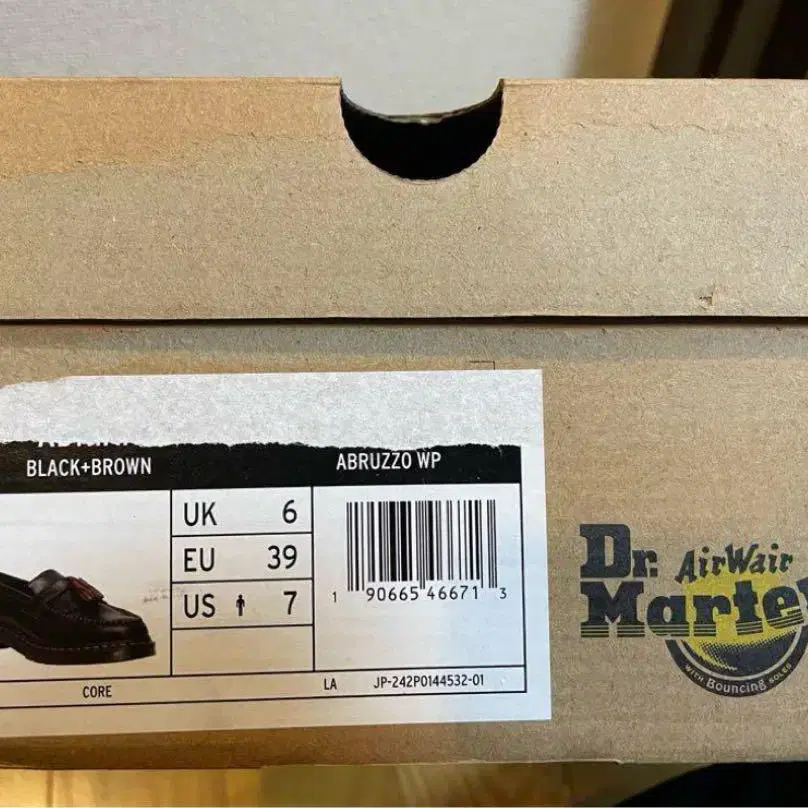 BLACK+BROWN
ABRUZZO WP
UK 6
EU 39
US 7
1 90665 46671 3
CORE
LA JP-242P0144532-01
Dr. AirWair
Marte
WITH Bouncing SOLES